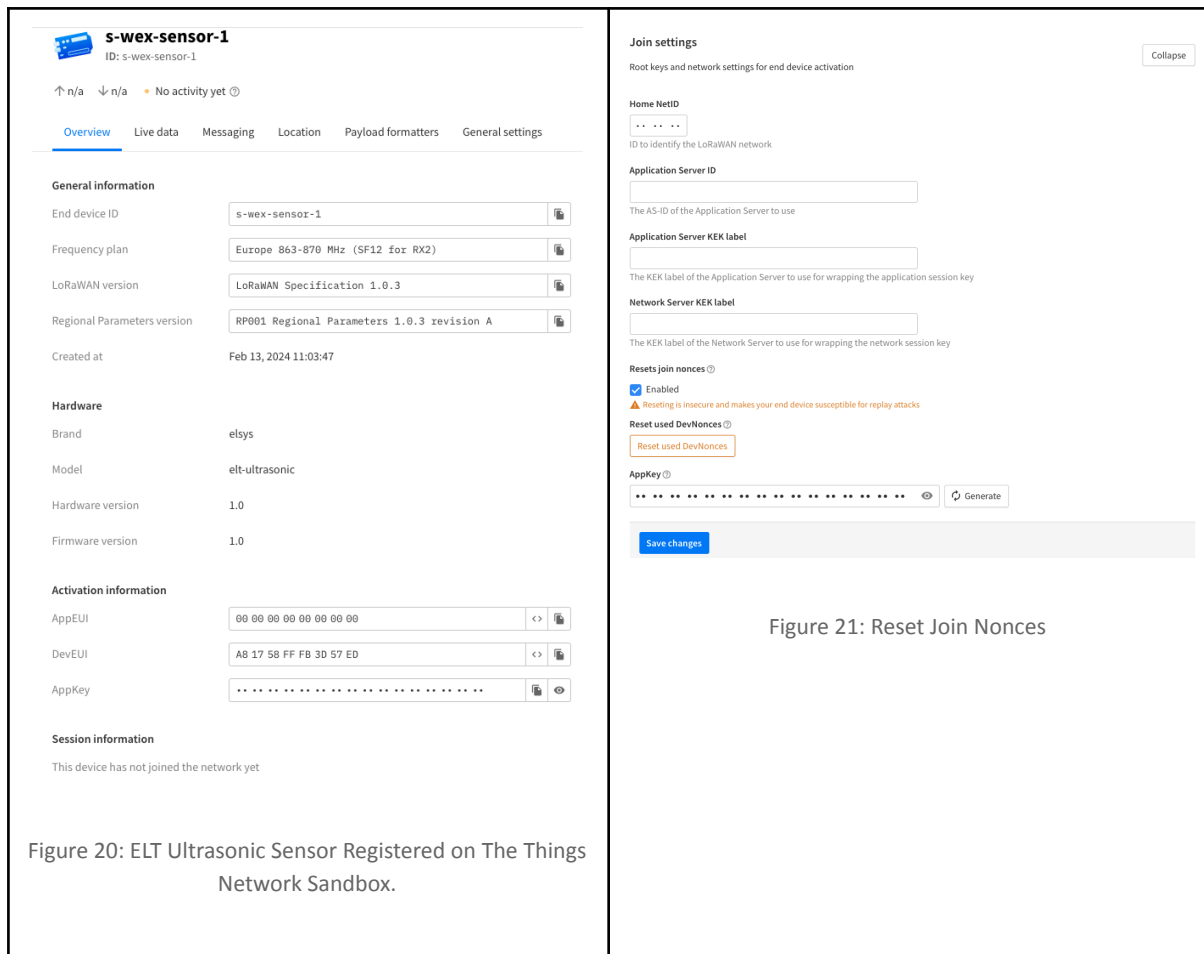 s-wex-sensor-1
ID: s-wex-sensor-1
n/a n/a • No activity yet
Overview Live data Messaging Location Payload formatters General settings
General information
End device ID s-wex-sensor-1
Frequency plan Europe 863-870 MHz (SF12 for RX2)
LoRaWAN version LoRaWAN Specification 1.0.3
Regional Parameters version RP001 Regional Parameters 1.0.3 revision A
Created at Feb 13, 2024 11:03:47
Hardware
Brand elsys
Model elt-ultrasonic
Hardware version 1.0
Firmware version 1.0
Activation information
AppEUI 00 00 00 00 00 00 00 00
DevEUI A8 17 58 FF FB 3D 57 ED
AppKey •• •• •• •• •• •• •• •• •• •• •• •• •• •• •• ••
Session information
This device has not joined the network yet
Figure 20: ELT Ultrasonic Sensor Registered on The Things
Network Sandbox.
Join settings
Collapse
Root keys and network settings for end device activation
Home NetID
•• •• ••
ID to identify the LoRaWAN network
Application Server ID
The AS-ID of the Application Server to use
Application Server KEK label
The KEK label of the Application Server to use for wrapping the application session key
Network Server KEK label
The KEK label of the Network Server to use for wrapping the network session key
Resets join nonces
Enabled
Reseting is insecure and makes your end device susceptible for replay attacks
Reset used DevNonces
Reset used DevNonces
AppKey
•• •• •• •• •• •• •• •• •• •• •• •• •• •• •• •• Generate
Save changes
Figure 21: Reset Join Nonces